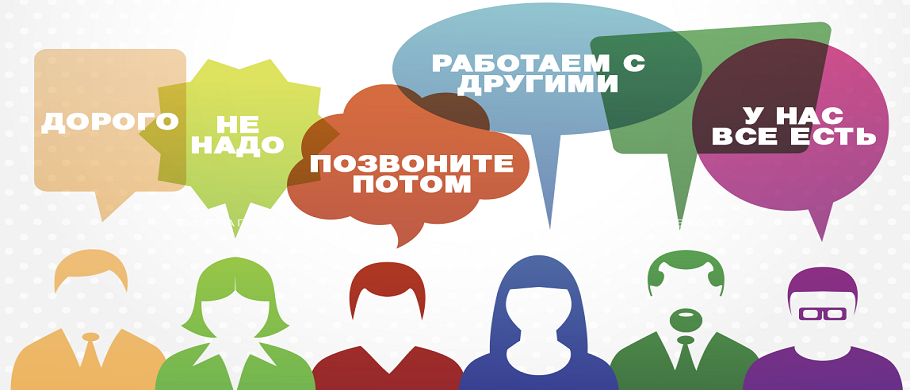 ДОРОГО
НЕ
НАДО
ПОЗВОНИТЕ
ПОТОМ
РАБОТАЕМ С
ДРУГИМИ
У НАС
ВСЕ ЕСТЬ